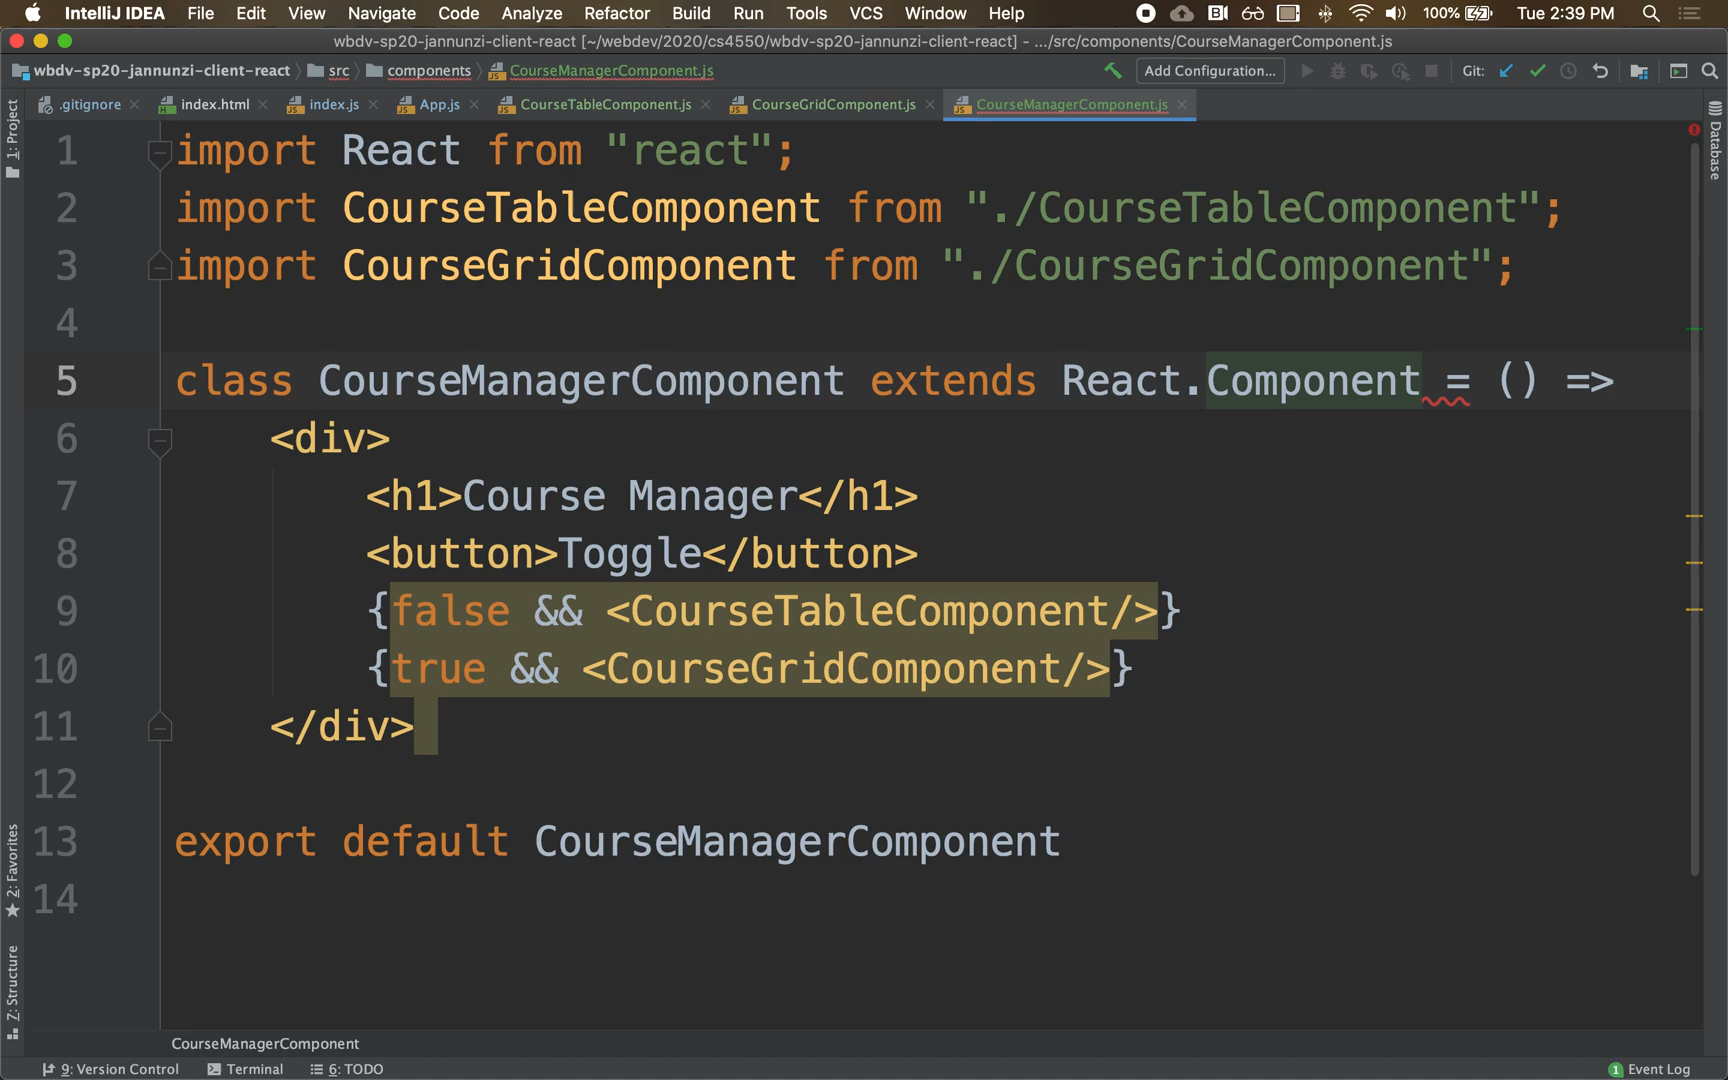 IntelliJ IDEA File Edit View Navigate Code Analyze Refactor Build Run Tools VCS Window Help 100% Tue 2:39 PM
wbdv-sp20-jannunzi-client-react [~/webdev/2020/cs4550/wbdv-sp20-jannunzi-client-react] - .../src/components/CourseManagerComponent.js
wbdv-sp20-jannunzi-client-react src components CourseManagerComponent.js Add Configuration... Git:
.gitignore index.html index.js App.js CourseTableComponent.js CourseGridComponent.js CourseManagerComponent.js
1: Project
Database
1 import React from "react";
2 import CourseTableComponent from "./CourseTableComponent";
3 import CourseGridComponent from "./CourseGridComponent";
4
5 class CourseManagerComponent extends React.Component = () =>
6 <div>
7 <h1>Course Manager</h1>
8 <button>Toggle</button>
9 {false && <CourseTableComponent/>}
10 {true && <CourseGridComponent/>}
11 </div>
12
13 export default CourseManagerComponent
14
2: Favorites
Z: Structure
CourseManagerComponent
9: Version Control Terminal 6: TODO 1 Event Log